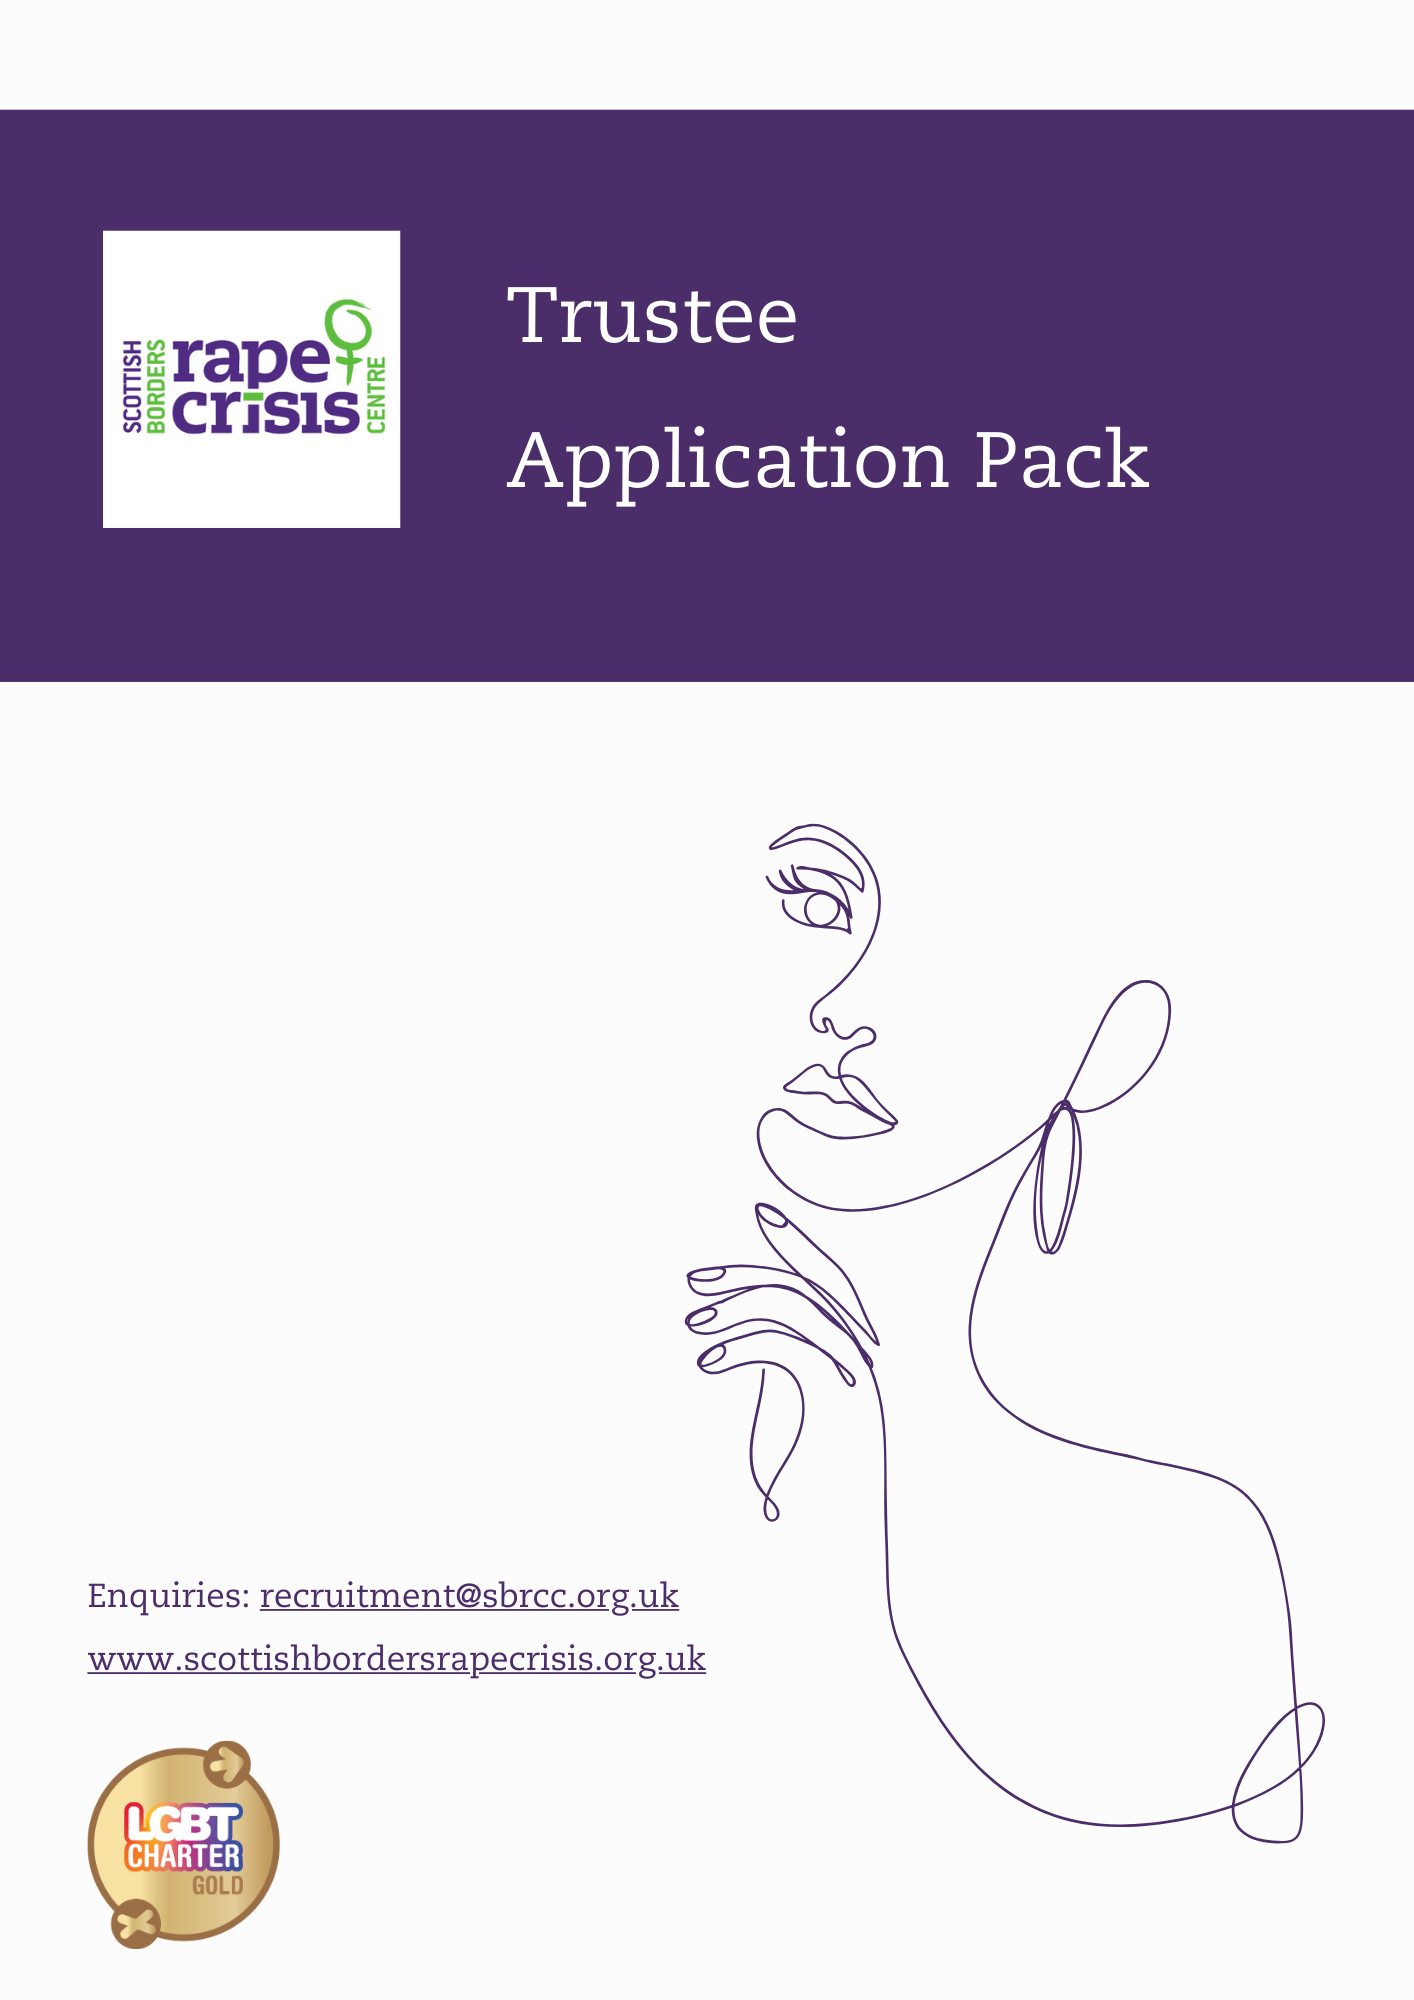 SCOTTISH
BORDERS
rape
crisis
CENTRE
Trustee
Application Pack
Enquiries: recruitment@sbrcc.org.uk
www.scottishbordersrapecrisis.org.uk
LGBT
CHARTER
GOLD